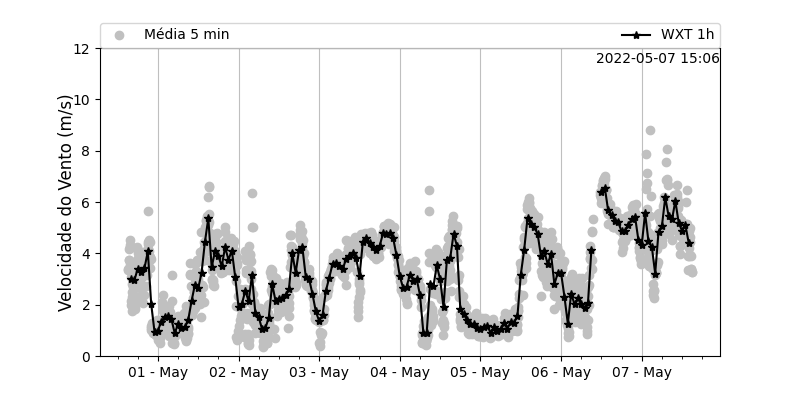 Média 5 min
WXT 1h
2022-05-07 15:06
Velocidade do Vento (m/s)
12
10
8
6
4
2
0
01 - May
02 - May
03 - May
04 - May
05 - May
06 - May
07 - May